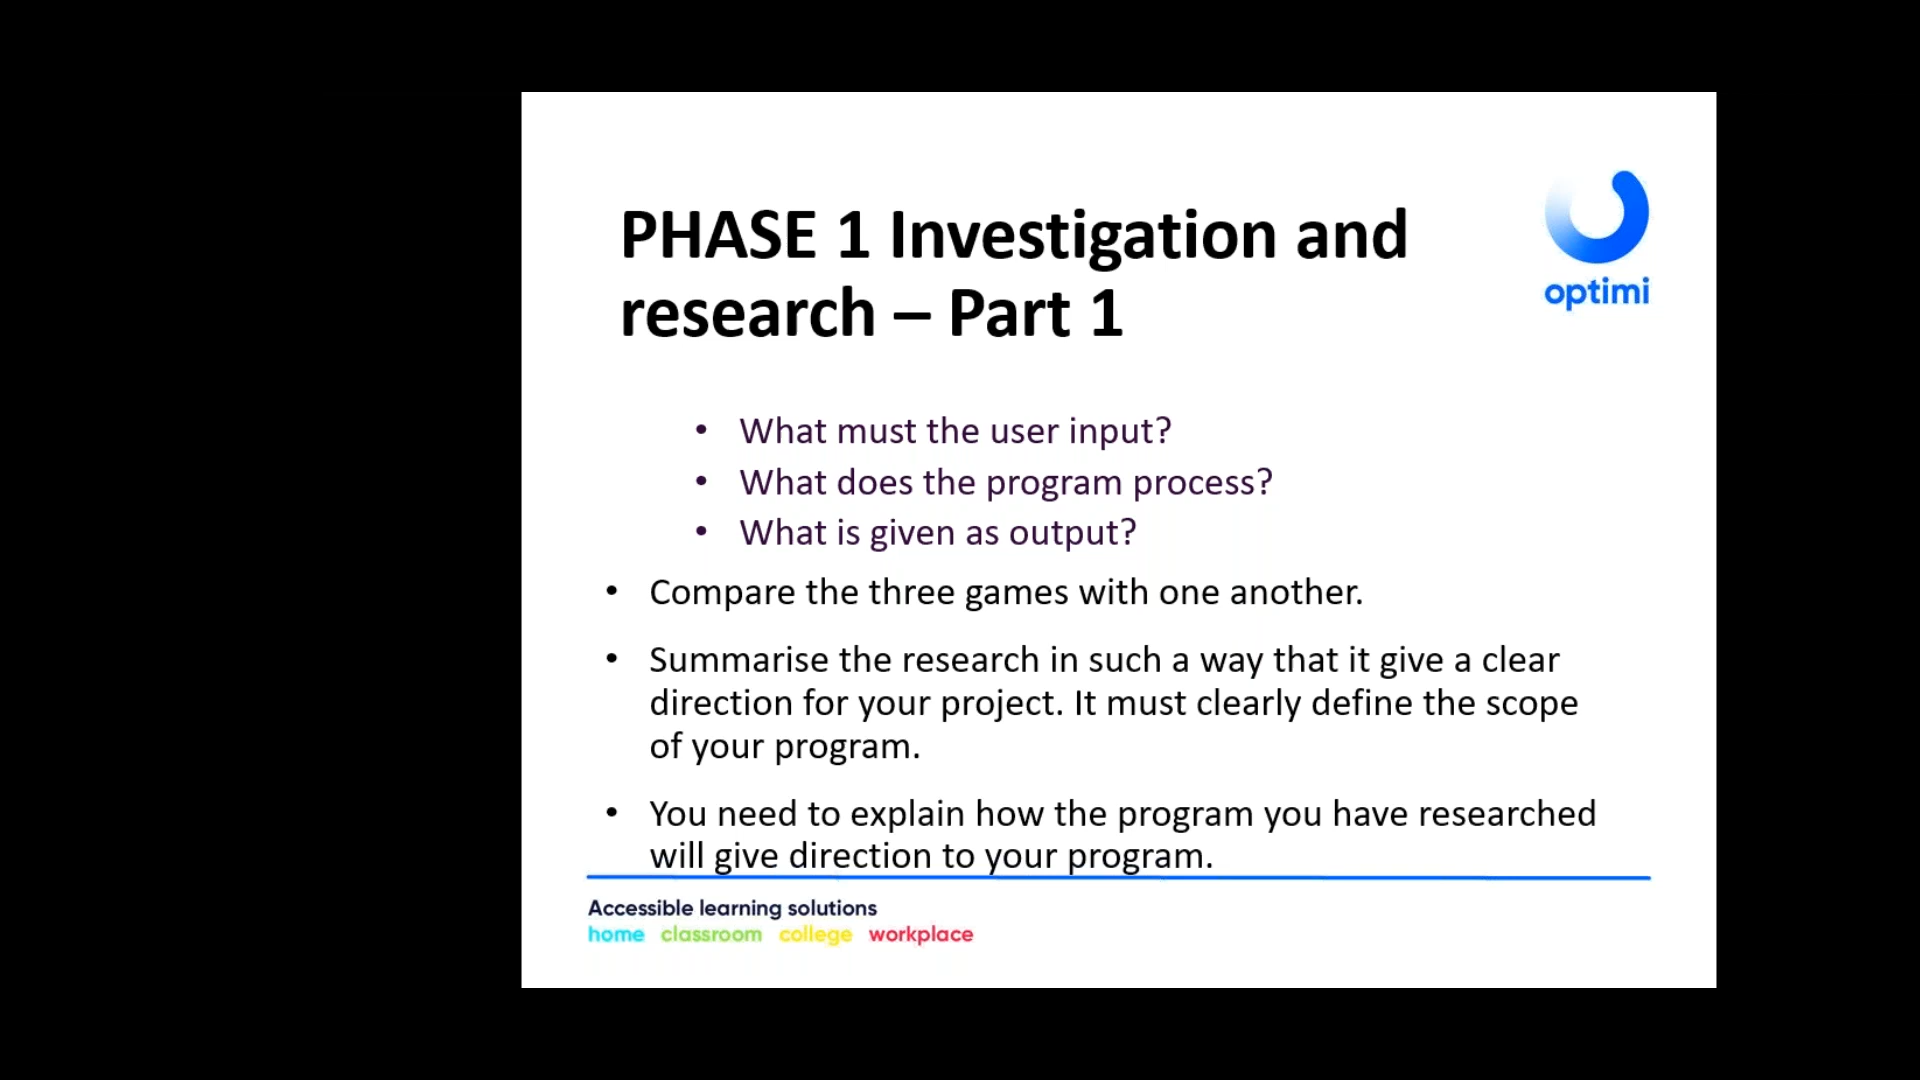 PHASE 1 Investigation and
research – Part 1
optimi
• What must the user input?
• What does the program process?
• What is given as output?
• Compare the three games with one another.
• Summarise the research in such a way that it give a clear
direction for your project. It must clearly define the scope
of your program.
• You need to explain how the program you have researched
will give direction to your program.
Accessible learning solutions
home classroom college workplace